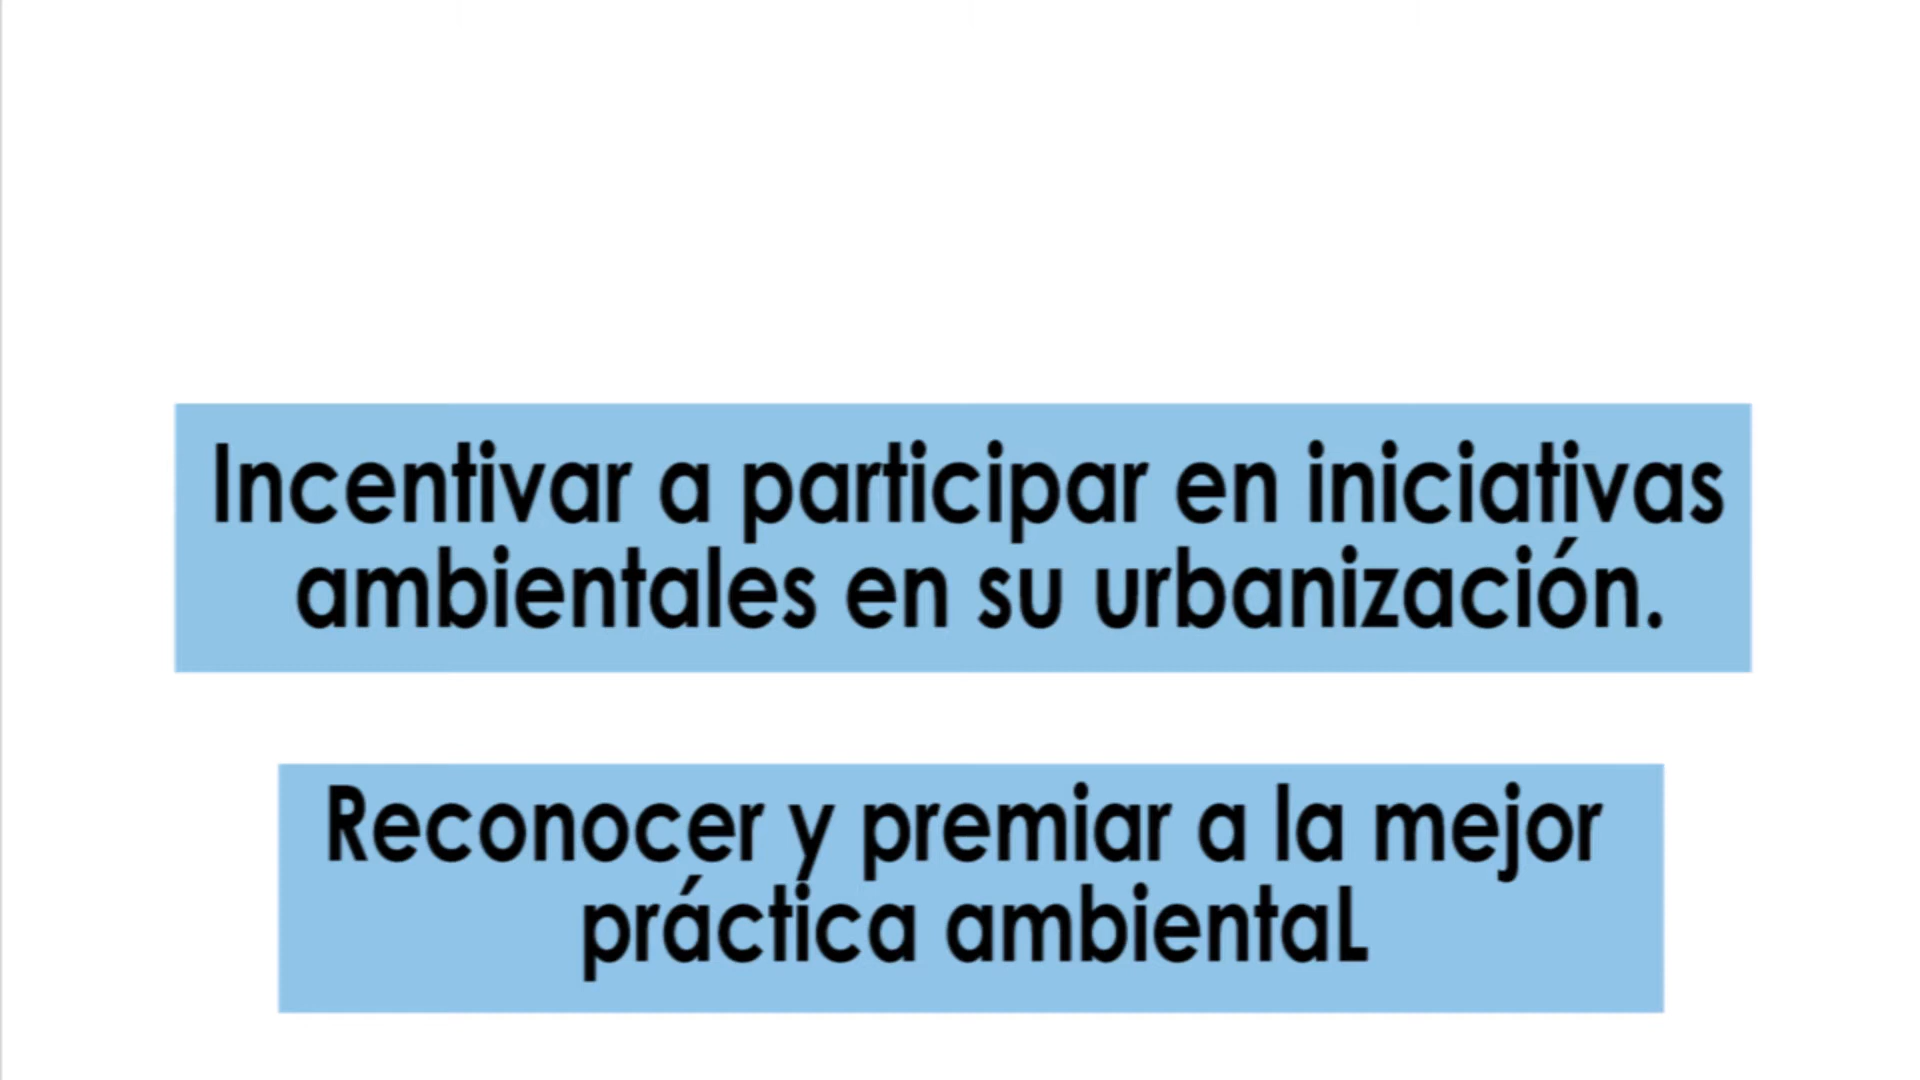 Incentivar a participar en iniciativas
ambientales en su urbanización.
Reconocer y premiar a la mejor
práctica ambientaL